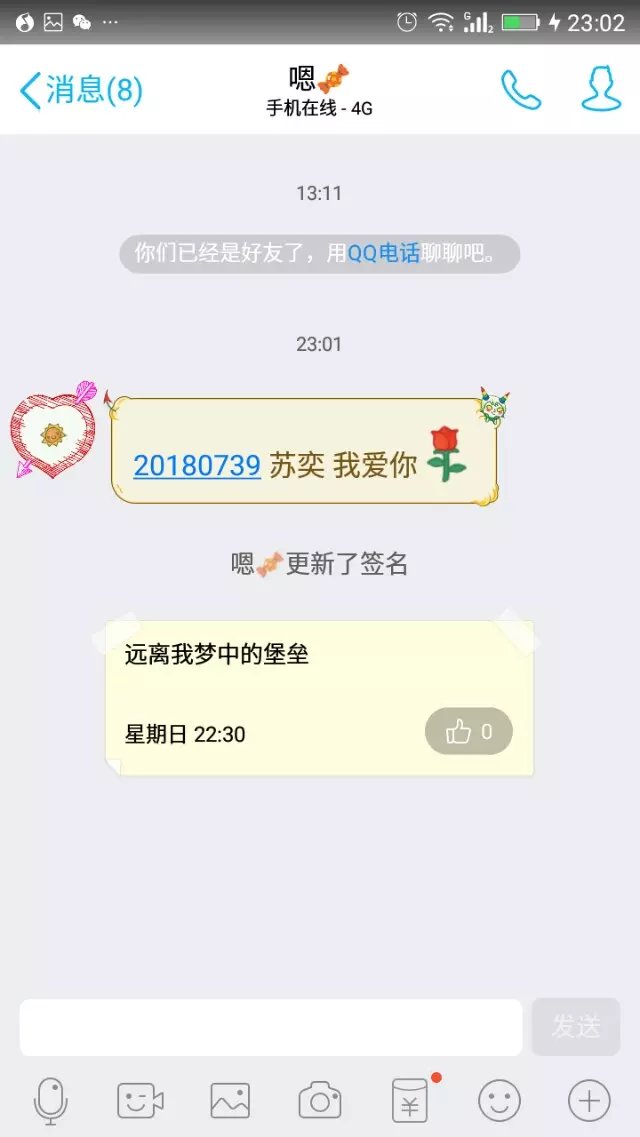 23:02
消息(8)
嗯
手机在线 - 4G
13:11
你们已经是好友了，用QQ电话聊聊吧。
23:01
20180739 苏奕 我爱你
嗯更新了签名
远离我梦中的堡垒
星期日 22:30
0
发送